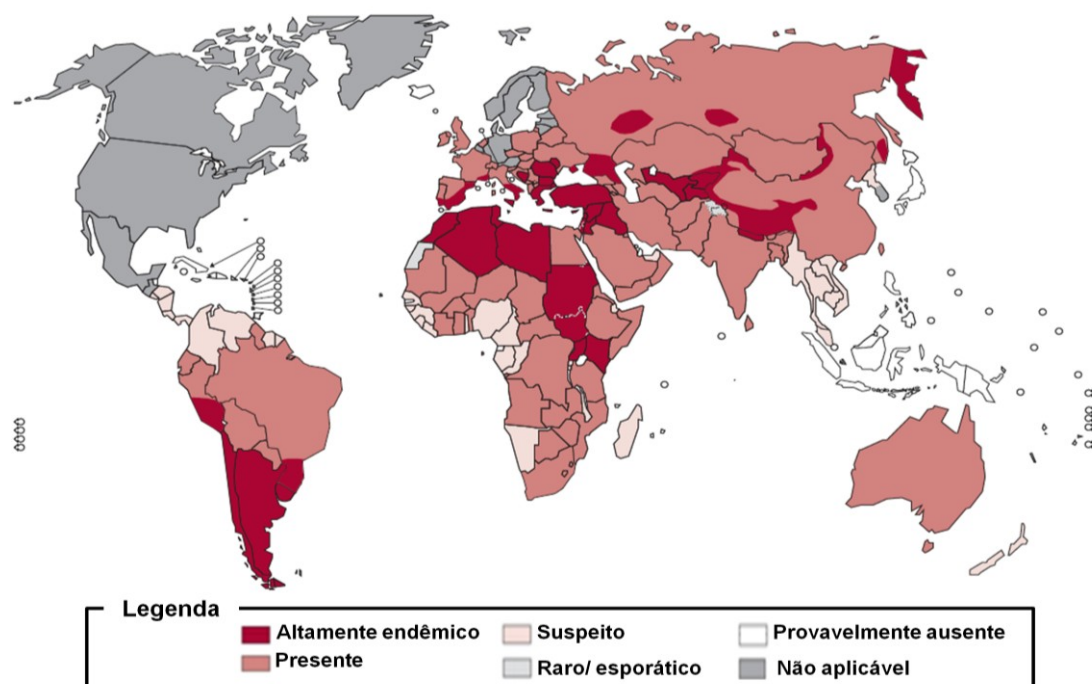 Legenda
Altamente endêmico
Suspeito
Provavelmente ausente
Presente
Raro/ esporático
Não aplicável